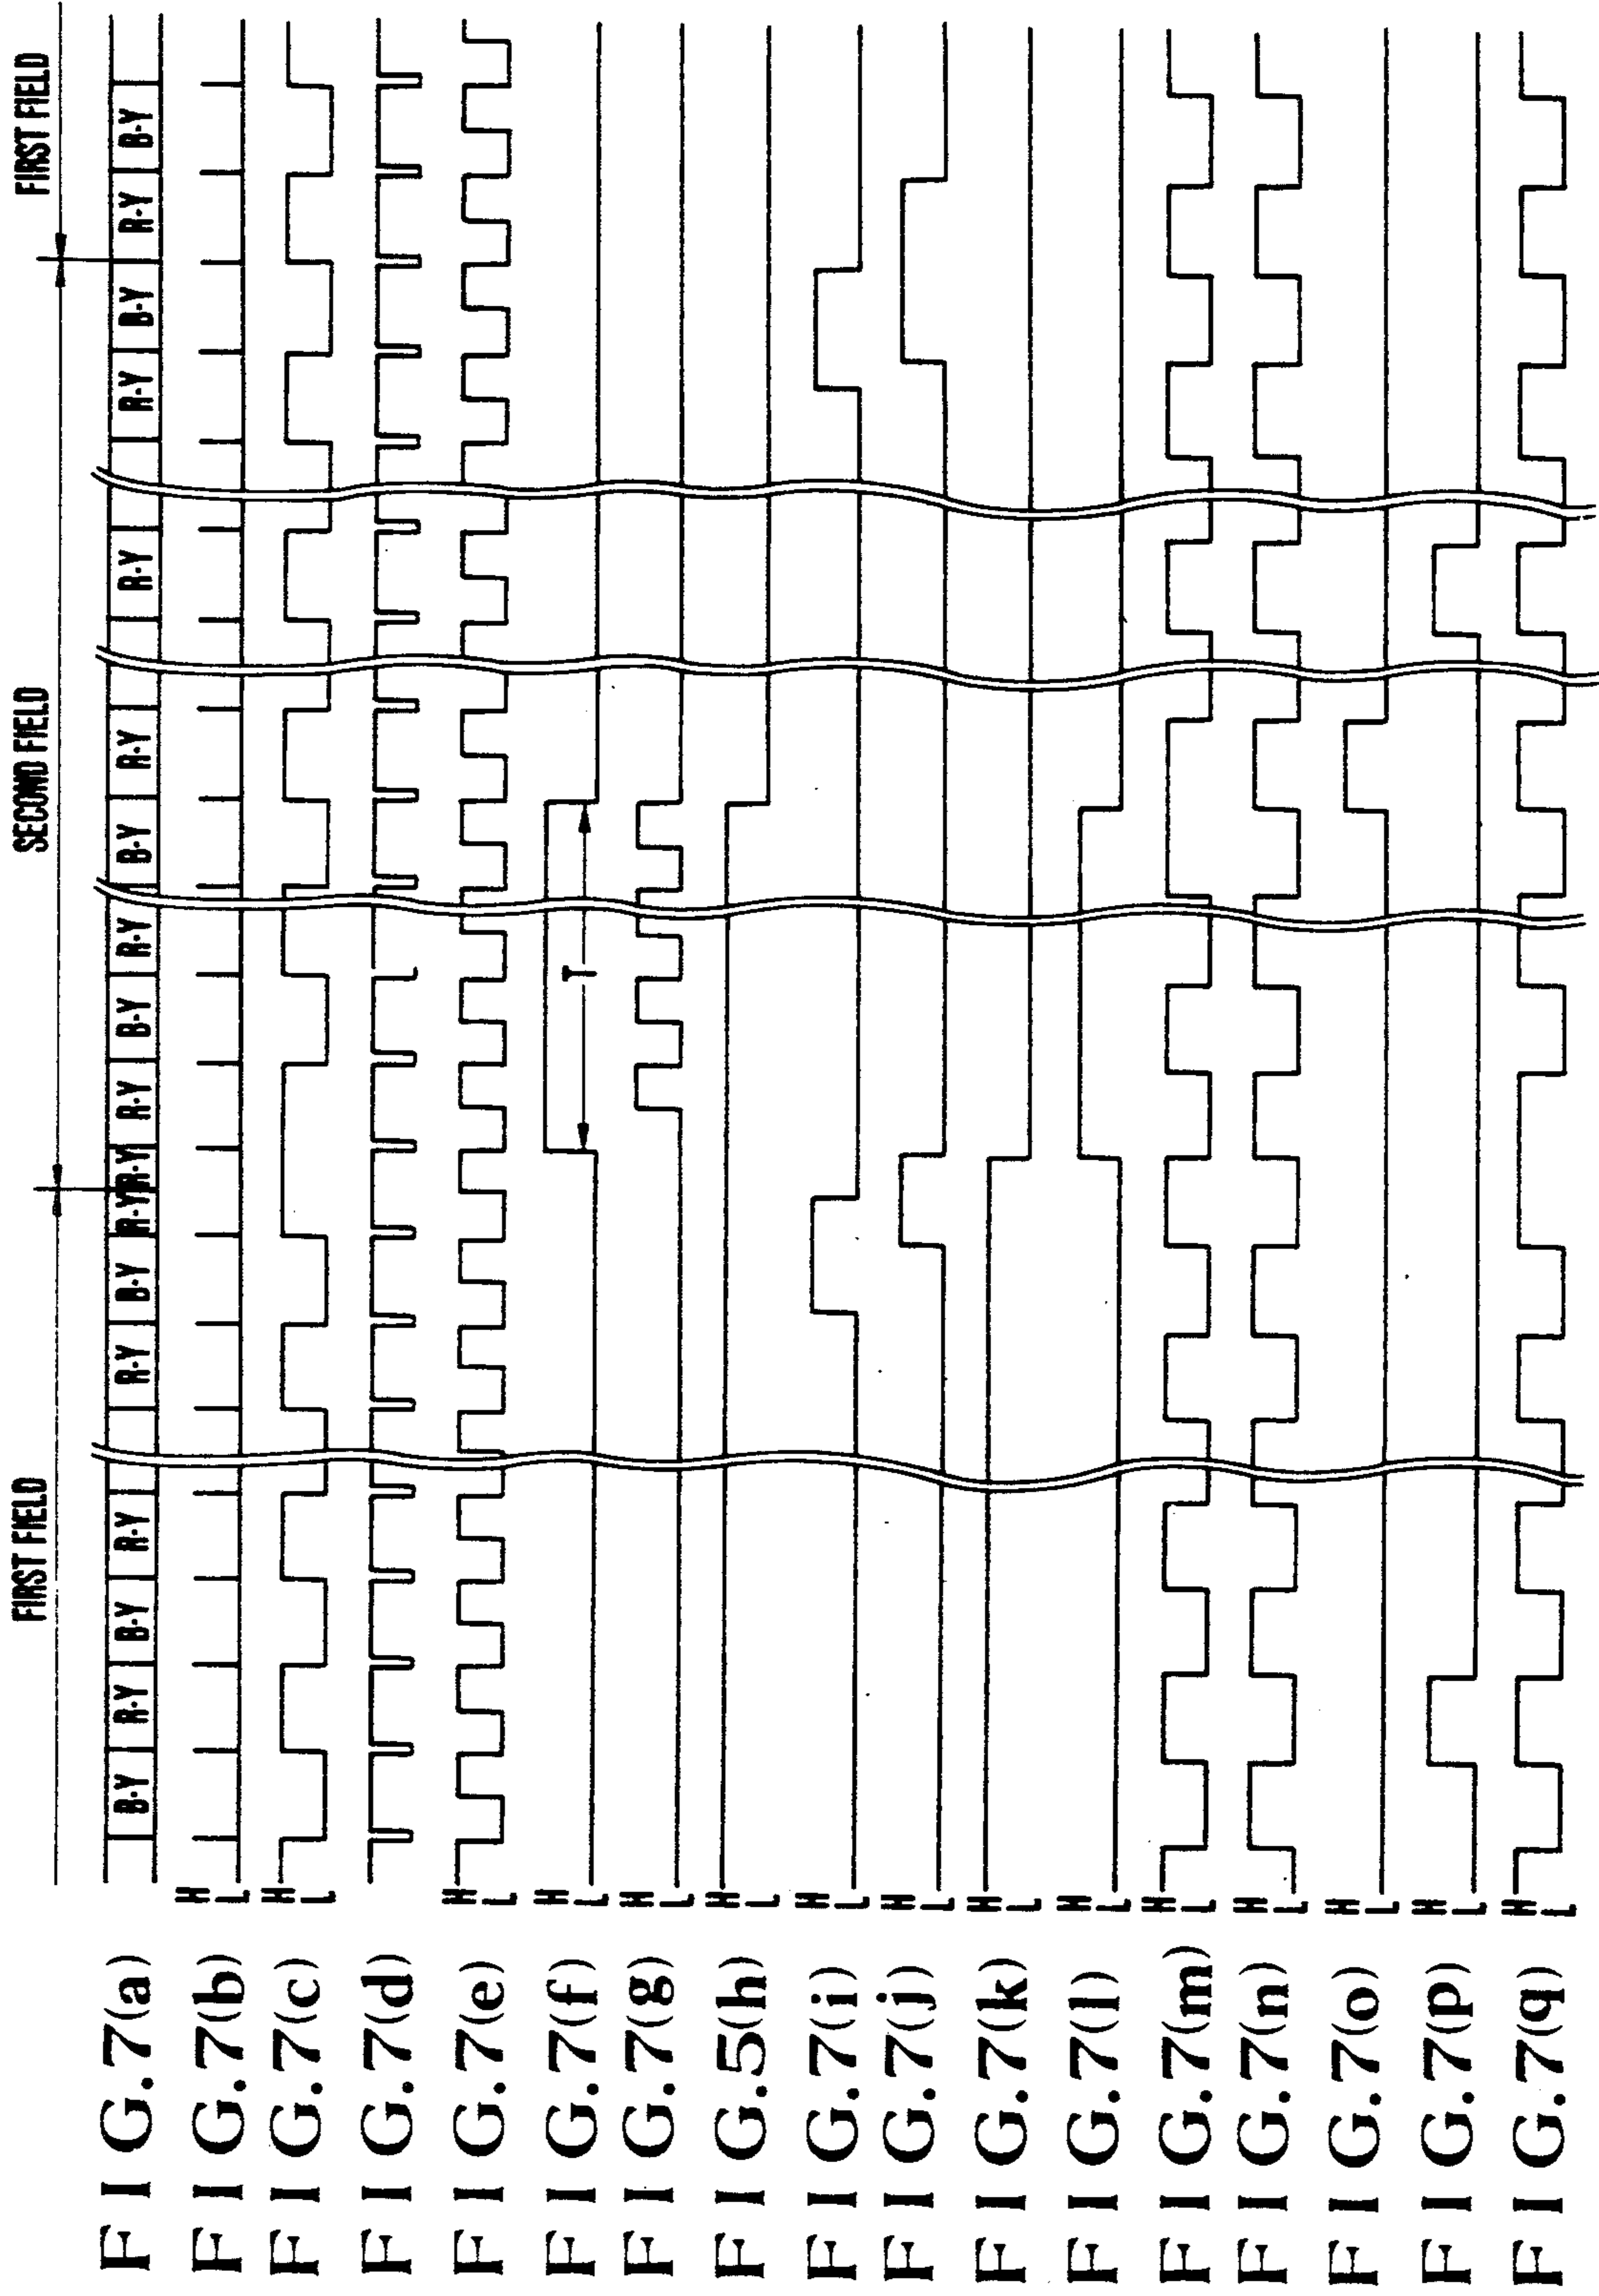 FIRST FIELD SECOND FIELD FIRST FIELD
FIG.7(a) B-Y R-Y B-Y R-Y R-Y B-Y R-Y R-Y R-Y B-Y R-Y B-Y R-Y R-Y R-Y B-Y R-Y B-Y
FIG.7(b) H L
FIG.7(c) H L
FIG.7(d)
FIG.7(e) H L
FIG.7(f) H L T
FIG.7(g) H L
FIG.5(h) H L
FIG.7(i) H L
FIG.7(j) H L
FIG.7(k) H L
FIG.7(l) H L
FIG.7(m) H L
FIG.7(n) H L
FIG.7(o) H L
FIG.7(p) H L
FIG.7(q) H L